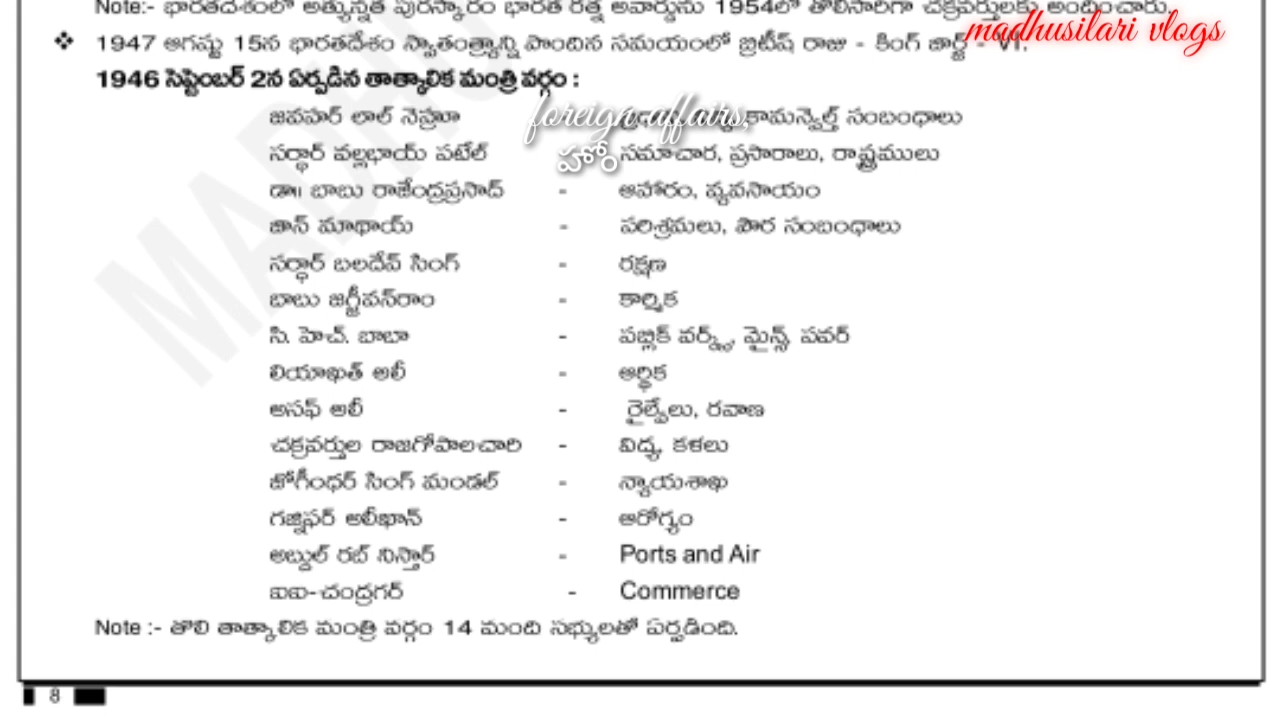 Note:- భారతదేశంలో అత్యున్నత పురస్కారం భారత రత్న అవార్డును 1954లో తొలిసారిగా చక్రవర్తులకు అందించారు.
madhusilari vlogs
❖ 1947 ఆగష్టు 15న భారతదేశం స్వాతంత్ర్యాన్ని పొందిన సమయంలో బ్రిటీష్ రాజు - కింగ్ జార్జ్ - VI.
1946 సెప్టెంబర్ 2న ఏర్పడిన తాత్కాలిక మంత్రి వర్గం :
జవహర్ లాల్ నెహ్రూ foreign affairs, కామన్వెల్త్ సంబంధాలు
సర్ధార్ వల్లభాయ్ పటేల్ హోం సమాచార, ప్రసారాలు, రాష్ట్రములు
డా॥ బాబు రాజేంద్రప్రసాద్ - ఆహారం, వ్యవసాయం
జాన్ మాథాయ్ - పరిశ్రమలు, పౌర సంబంధాలు
సర్ధార్ బలదేవ్ సింగ్ - రక్షణ
బాబు జగ్జీవన్‌రాం - కార్మిక
సి. హెచ్. బాబా - పబ్లిక్ వర్క్స్, మైన్స్, పవర్
లియాఖత్ అలీ - ఆర్థిక
అసఫ్ అలీ - రైల్వేలు, రవాణ
చక్రవర్తుల రాజగోపాలచారి - విద్య, కళలు
జోగీంధర్ సింగ్ మండల్ - న్యాయశాఖ
గజ్నిఫర్ అలీఖాన్ - ఆరోగ్యం
అబ్దుల్ రబ్ నిస్తార్ - Ports and Air
ఐఐ-చంద్రగర్ - Commerce
Note :- తొలి తాత్కాలిక మంత్రి వర్గం 14 మంది సభ్యులతో ఏర్పడింది.
8